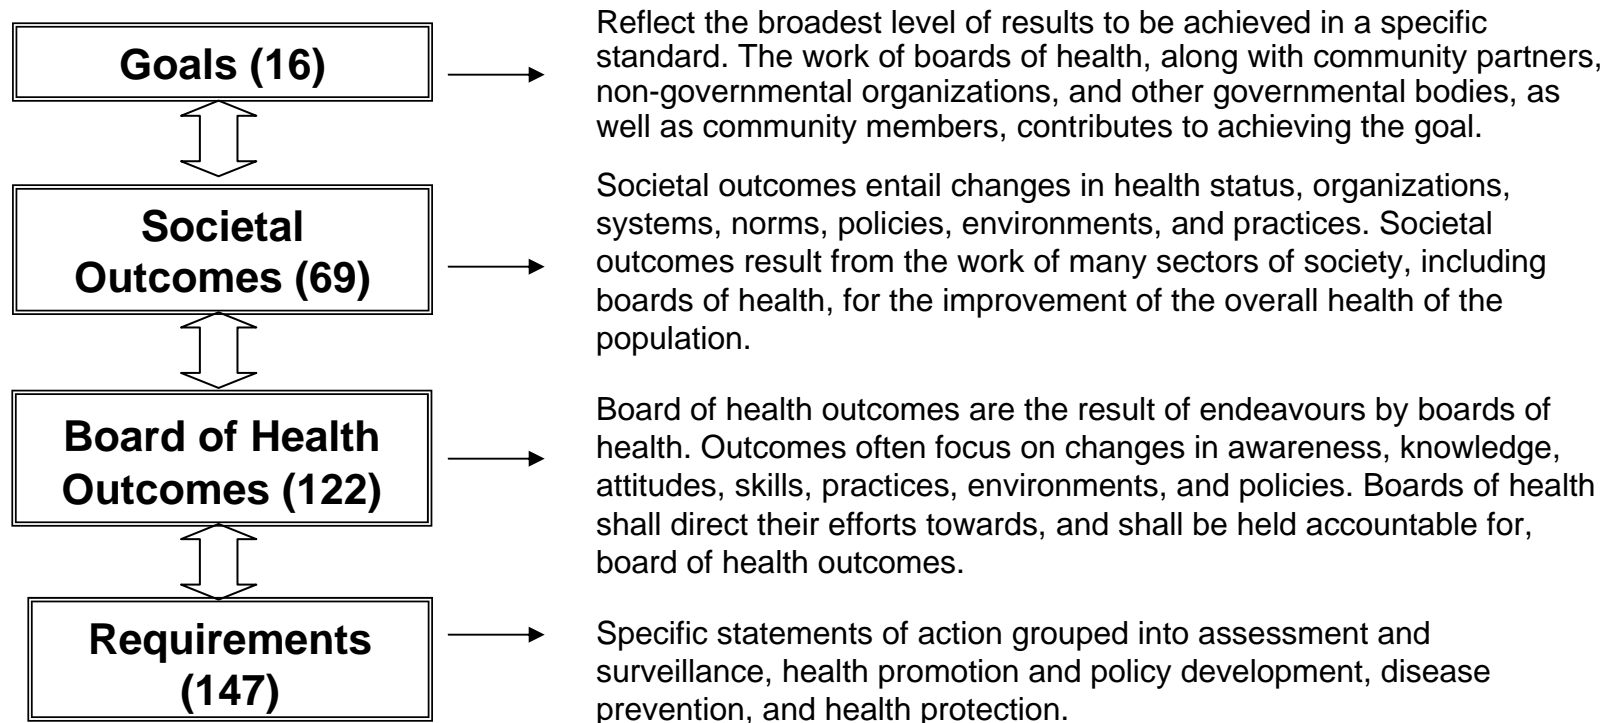 Goals (16)
Reflect the broadest level of results to be achieved in a specific
standard. The work of boards of health, along with community partners,
non-governmental organizations, and other governmental bodies, as
well as community members, contributes to achieving the goal.
Societal
Outcomes (69)
Societal outcomes entail changes in health status, organizations,
systems, norms, policies, environments, and practices. Societal
outcomes result from the work of many sectors of society, including
boards of health, for the improvement of the overall health of the
population.
Board of Health
Outcomes (122)
Board of health outcomes are the result of endeavours by boards of
health. Outcomes often focus on changes in awareness, knowledge,
attitudes, skills, practices, environments, and policies. Boards of health
shall direct their efforts towards, and shall be held accountable for,
board of health outcomes.
Requirements
(147)
Specific statements of action grouped into assessment and
surveillance, health promotion and policy development, disease
prevention, and health protection.